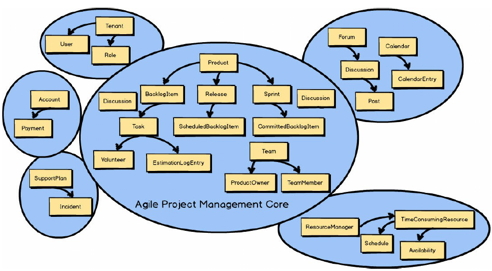 Tenant
User
Role
Forum
Calendar
Discussion
CalendarEntry
Post
Product
BacklogItem
Release
Sprint
Discussion
Discussion
Task
ScheduledBacklogItem
CommittedBacklogItem
Volunteer
EstimationLogEntry
Team
ProductOwner
TeamMember
Agile Project Management Core
Account
Payment
SupportPlan
Incident
ResourceManager
TimeConsumingResource
Schedule
Availability